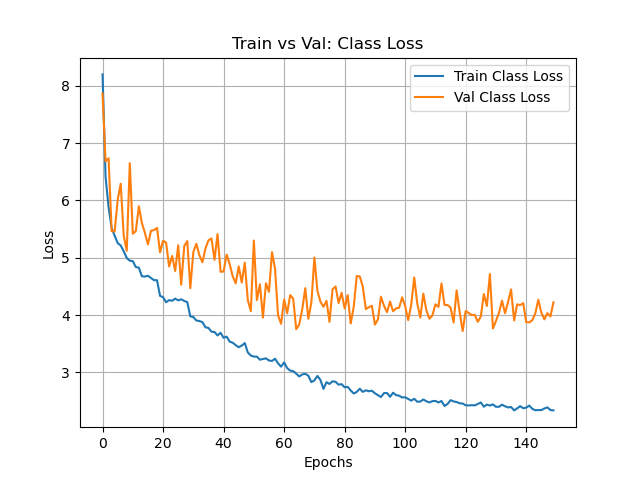 Train vs Val: Class Loss
Train Class Loss
Val Class Loss
Loss
8
7
6
5
4
3
0 20 40 60 80 100 120 140
Epochs